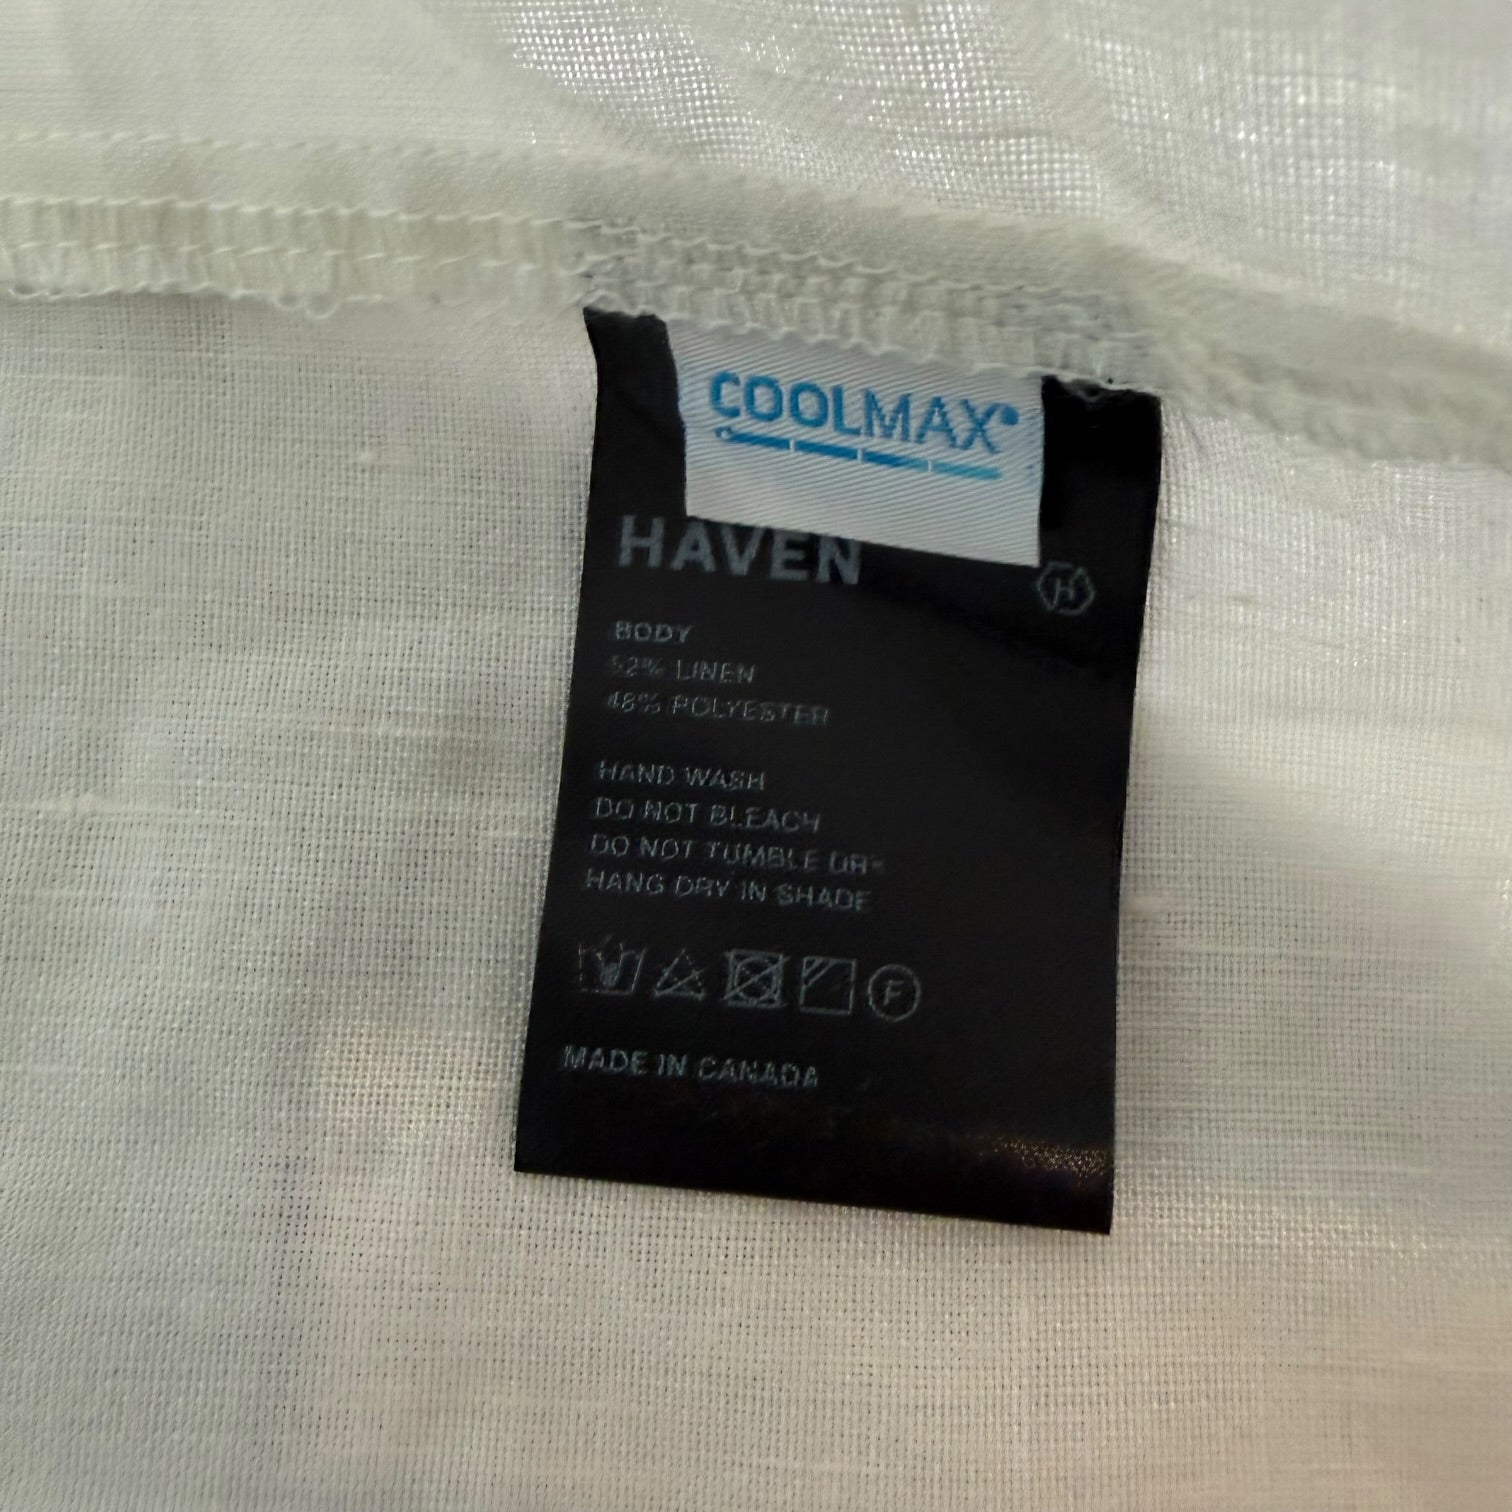 COOLMAX®
HAVEN
H
BODY
52% LINEN
48% POLYESTER
HAND WASH
DO NOT BLEACH
DO NOT TUMBLE DRY
HANG DRY IN SHADE
F
MADE IN CANADA